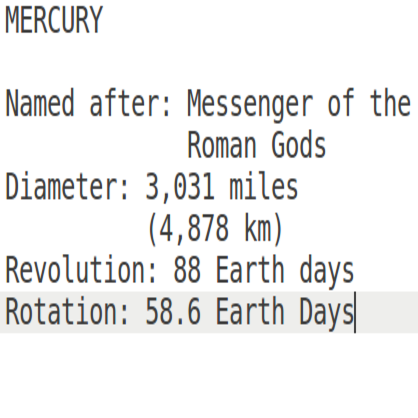 MERCURY
Named after: Messenger of the
Roman Gods
Diameter: 3,031 miles
(4,878 km)
Revolution: 88 Earth days
Rotation: 58.6 Earth Days